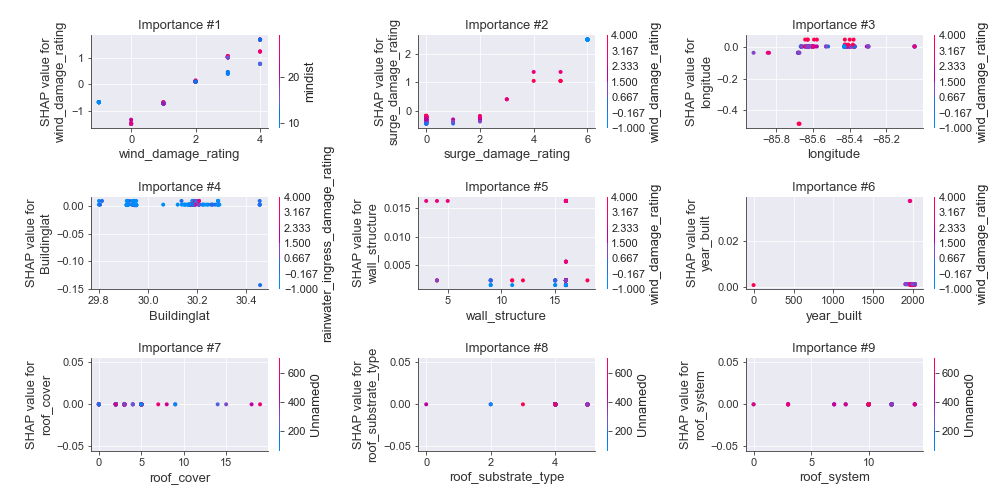 Importance #1
SHAP value for
wind_damage_rating
1
0
−1
0
2
4
wind_damage_rating
20
10
mindist
Importance #2
SHAP value for
surge_damage_rating
2
1
0
0
1
2
3
4
5
6
surge_damage_rating
4.000
3.167
2.333
1.500
0.667
−0.167
−1.000
wind_damage_rating
Importance #3
SHAP value for
longitude
0.0
−0.2
−0.4
−85.8
−85.6
−85.4
−85.2
longitude
4.000
3.167
2.333
1.500
0.667
−0.167
−1.000
wind_damage_rating
Importance #4
SHAP value for
Buildinglat
0.00
−0.05
−0.10
−0.15
29.8
30.0
30.2
30.4
Buildinglat
4.000
3.167
2.333
1.500
0.667
−0.167
−1.000
rainwater_ingress_damage_rating
Importance #5
SHAP value for
wall_structure
0.015
0.010
0.005
5
10
15
wall_structure
4.000
3.167
2.333
1.500
0.667
−0.167
−1.000
wind_damage_rating
Importance #6
SHAP value for
year_built
0.02
0.00
0
500
1000
1500
2000
year_built
4.000
3.167
2.333
1.500
0.667
−0.167
−1.000
wind_damage_rating
Importance #7
SHAP value for
roof_cover
0.05
0.00
−0.05
0
5
10
15
roof_cover
600
400
200
Unnamed0
Importance #8
SHAP value for
roof_substrate_type
0.05
0.00
−0.05
0
2
4
roof_substrate_type
600
400
200
Unnamed0
Importance #9
SHAP value for
roof_system
0.05
0.00
−0.05
0
5
10
roof_system
600
400
200
Unnamed0